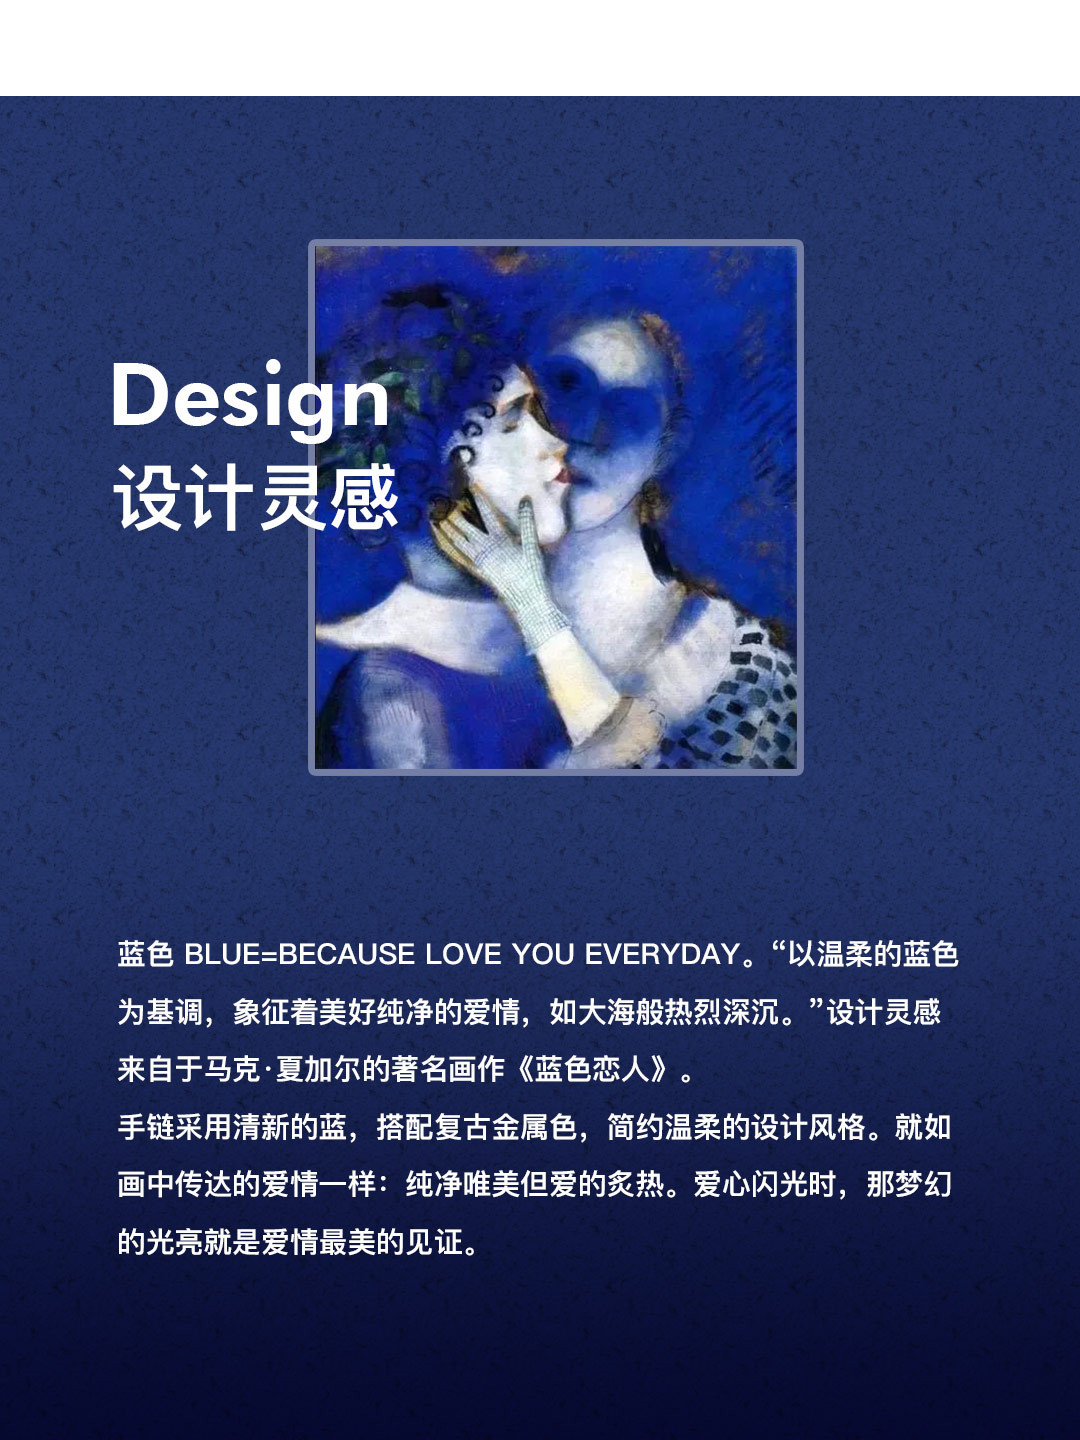 Design
设计灵感
蓝色 BLUE=BECAUSE LOVE YOU EVERYDAY。“以温柔的蓝色
为基调，象征着美好纯净的爱情，如大海般热烈深沉。”设计灵感
来自于马克·夏加尔的著名画作《蓝色恋人》。
手链采用清新的蓝，搭配复古金属色，简约温柔的设计风格。就如
画中传达的爱情一样：纯净唯美但爱的炙热。爱心闪光时，那梦幻
的光亮就是爱情最美的见证。